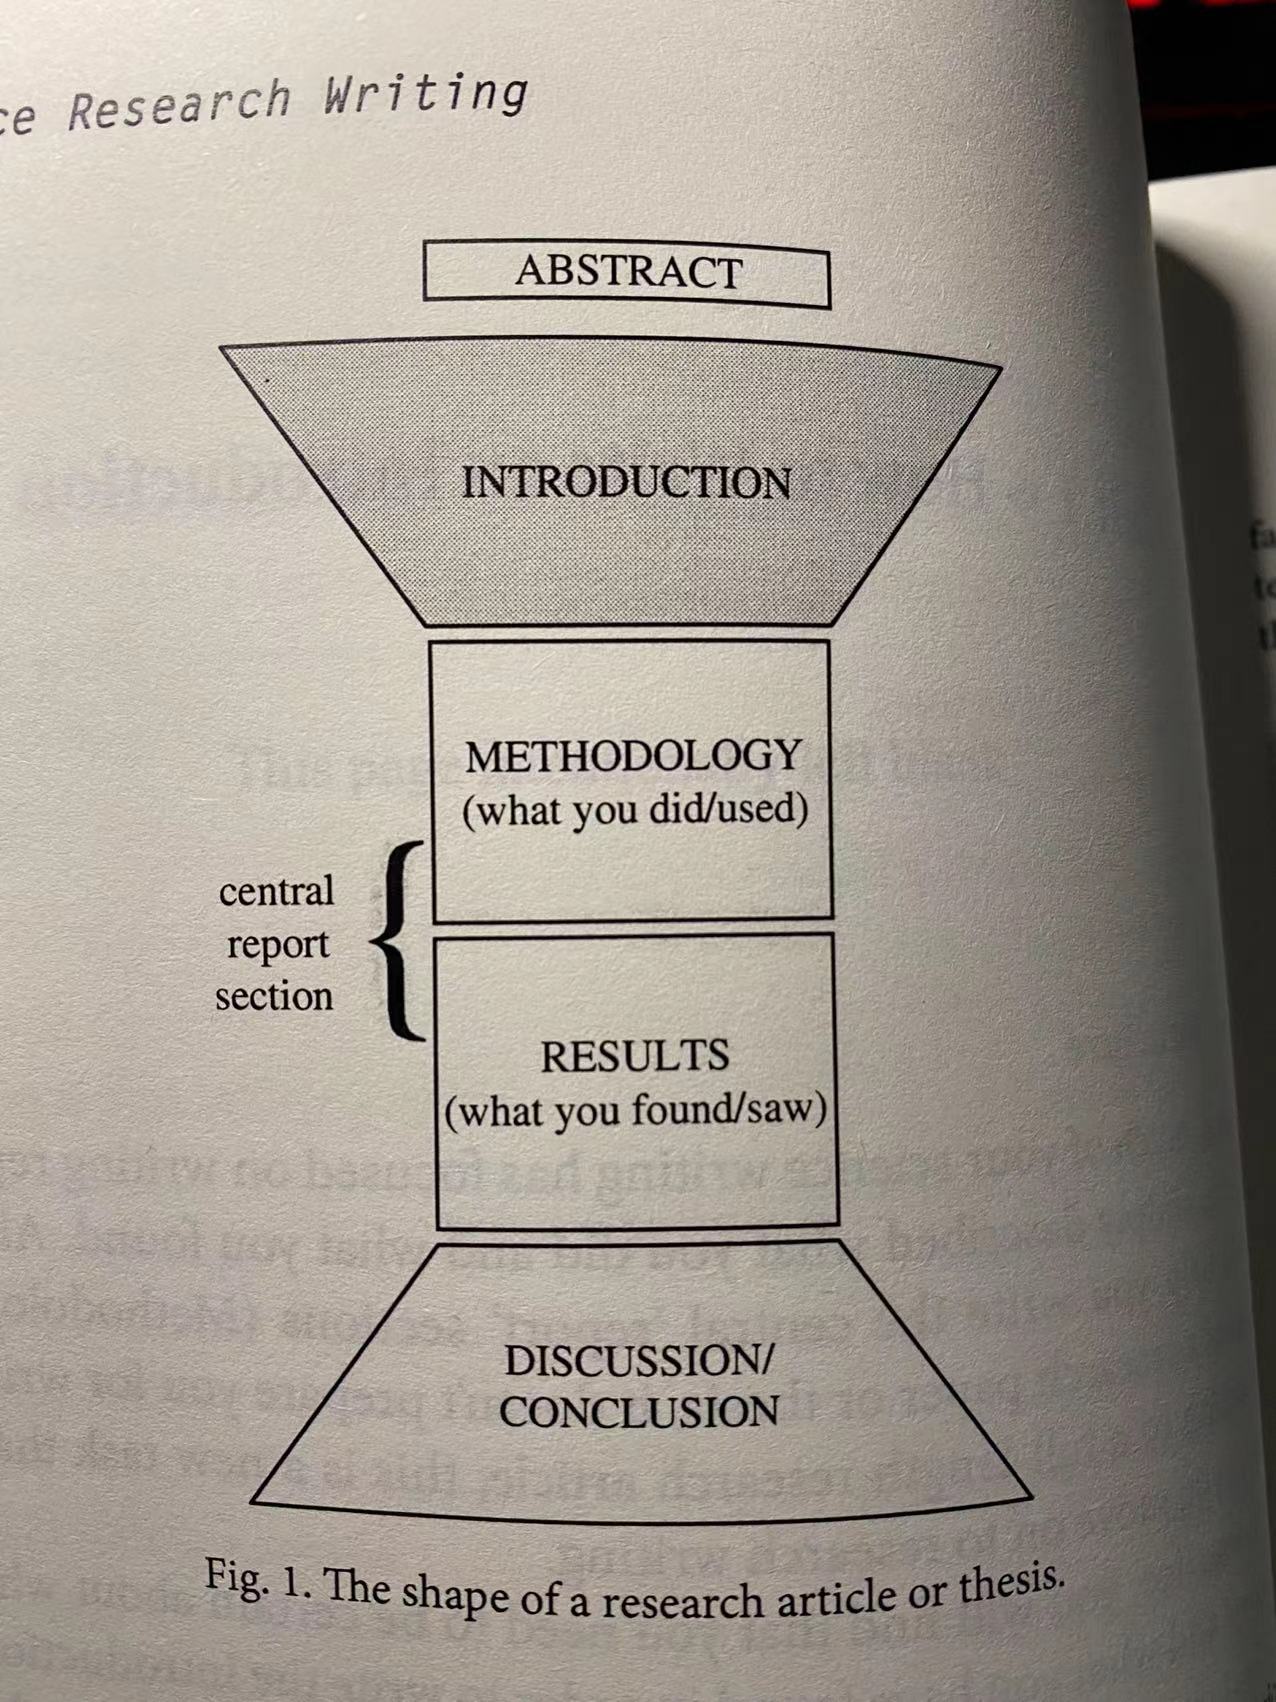 Research Writing
ABSTRACT
INTRODUCTION
METHODOLOGY
(what you did/used)
central
report
section
RESULTS
(what you found/saw)
DISCUSSION/
CONCLUSION
Fig. 1. The shape of a research article or thesis.